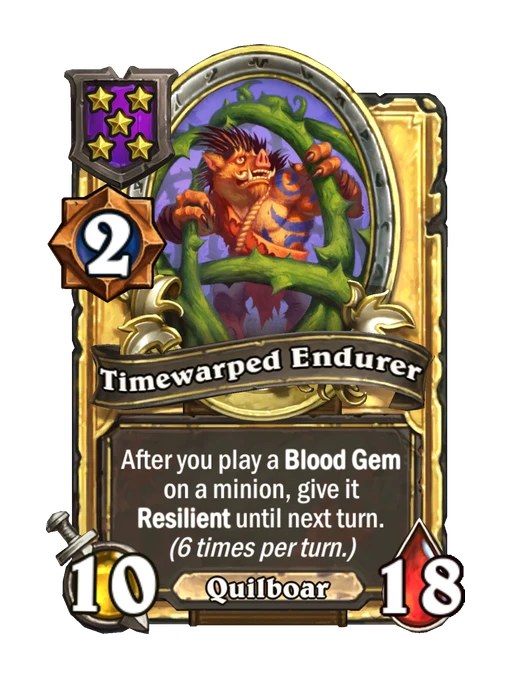 2
Timewarped Endurer
After you play a Blood Gem
on a minion, give it
Resilient until next turn.
(6 times per turn.)
10
Quilboar
18